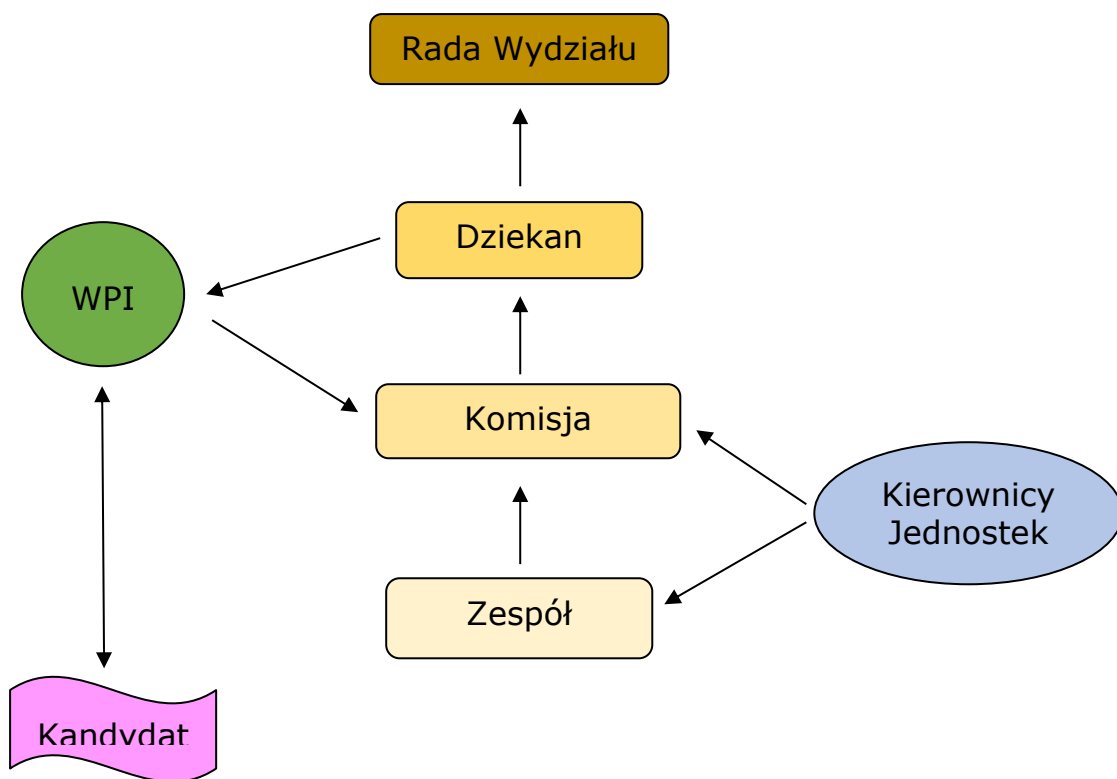 Rada Wydziału
Dziekan
WPI
Komisja
Kierownicy
Jednostek
Zespół
Kandydat